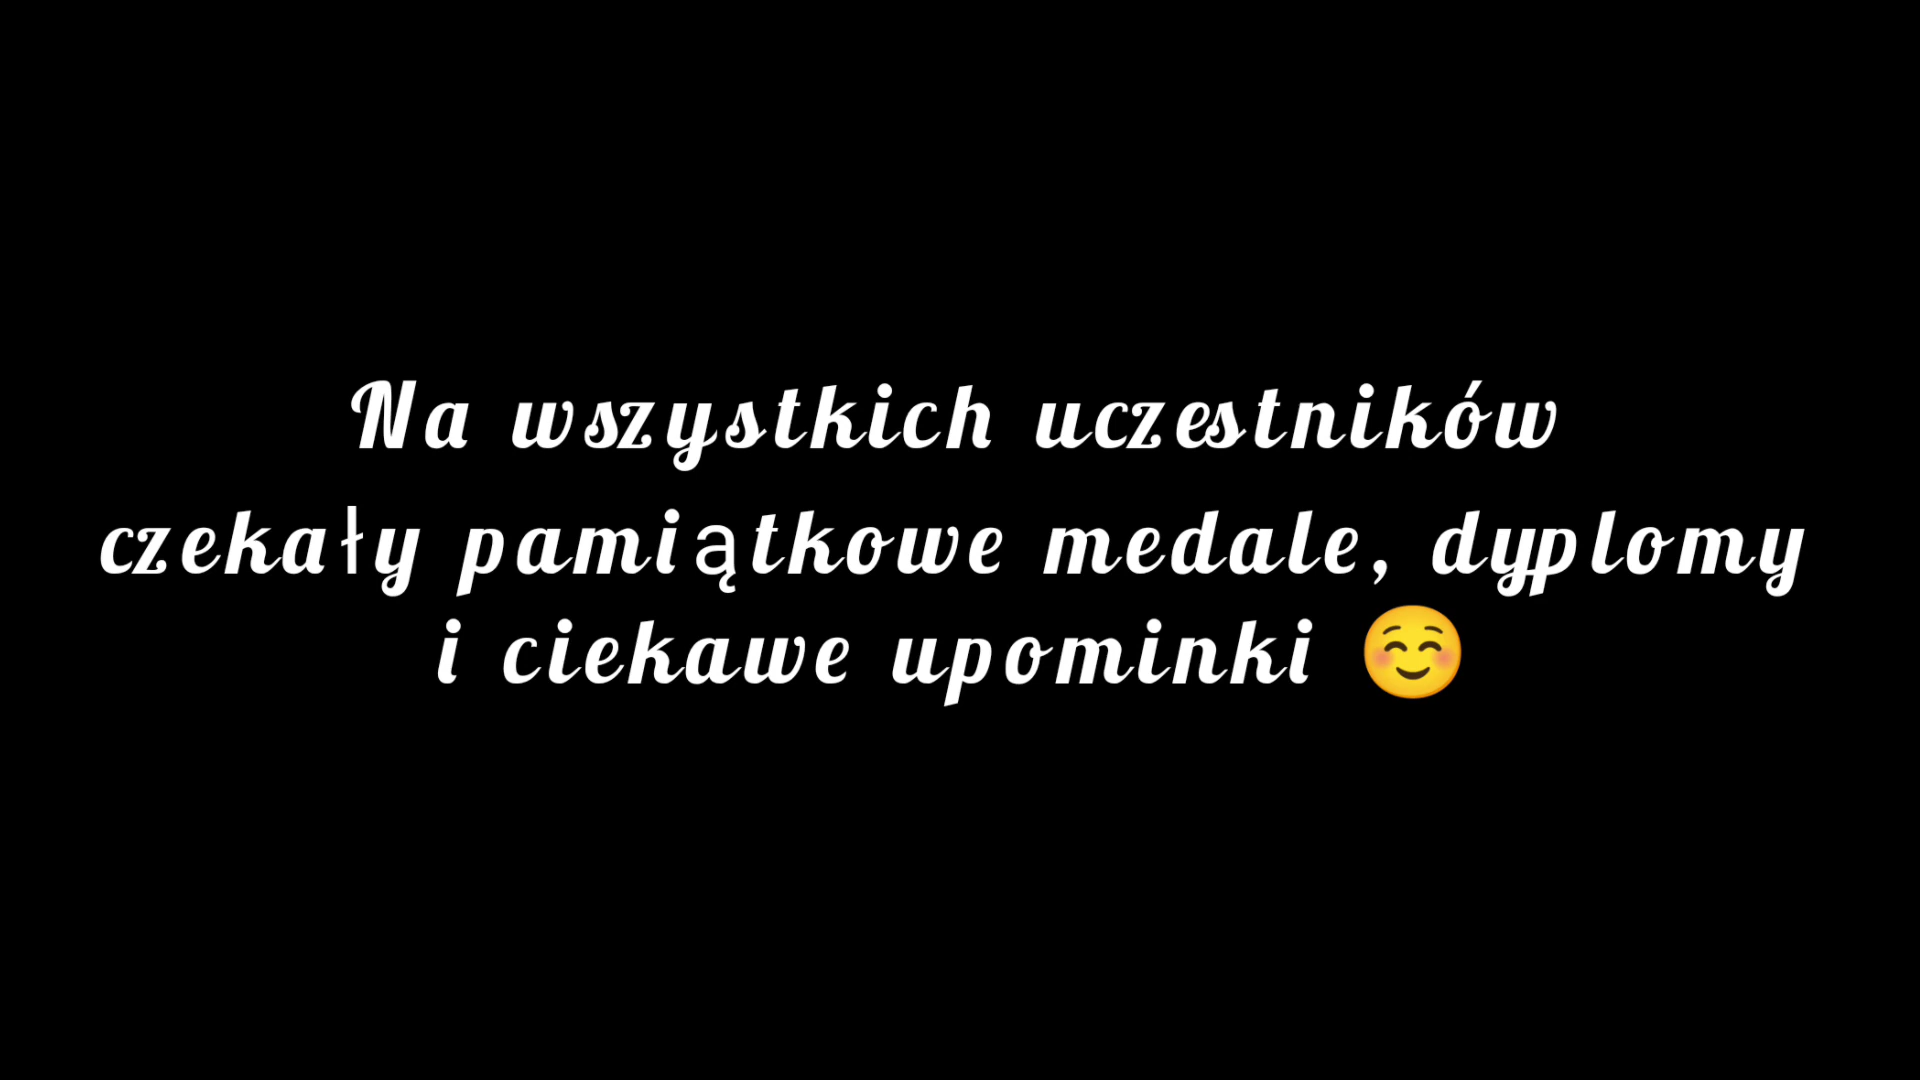 Na wszystkich uczestników
czekały pamiątkowe medale, dyplomy
i ciekawe upominki ☺️